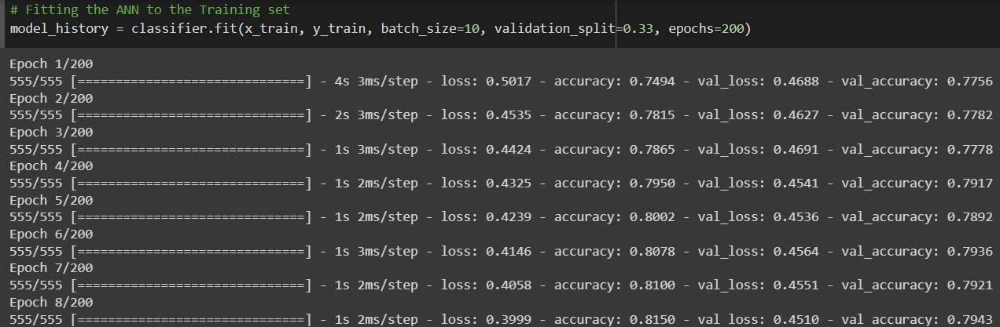 # Fitting the ANN to the Training set
model_history = classifier.fit(x_train, y_train, batch_size=10, validation_split=0.33, epochs=200)
Epoch 1/200
555/555 [==============================] - 4s 3ms/step - loss: 0.5017 - accuracy: 0.7494 - val_loss: 0.4688 - val_accuracy: 0.7756
Epoch 2/200
555/555 [==============================] - 2s 3ms/step - loss: 0.4535 - accuracy: 0.7815 - val_loss: 0.4627 - val_accuracy: 0.7782
Epoch 3/200
555/555 [==============================] - 1s 3ms/step - loss: 0.4424 - accuracy: 0.7865 - val_loss: 0.4691 - val_accuracy: 0.7778
Epoch 4/200
555/555 [==============================] - 1s 2ms/step - loss: 0.4325 - accuracy: 0.7950 - val_loss: 0.4541 - val_accuracy: 0.7917
Epoch 5/200
555/555 [==============================] - 1s 2ms/step - loss: 0.4239 - accuracy: 0.8002 - val_loss: 0.4536 - val_accuracy: 0.7892
Epoch 6/200
555/555 [==============================] - 1s 3ms/step - loss: 0.4146 - accuracy: 0.8078 - val_loss: 0.4564 - val_accuracy: 0.7936
Epoch 7/200
555/555 [==============================] - 1s 2ms/step - loss: 0.4058 - accuracy: 0.8100 - val_loss: 0.4551 - val_accuracy: 0.7921
Epoch 8/200
555/555 [==============================] - 1s 2ms/step - loss: 0.3999 - accuracy: 0.8150 - val_loss: 0.4510 - val_accuracy: 0.7943